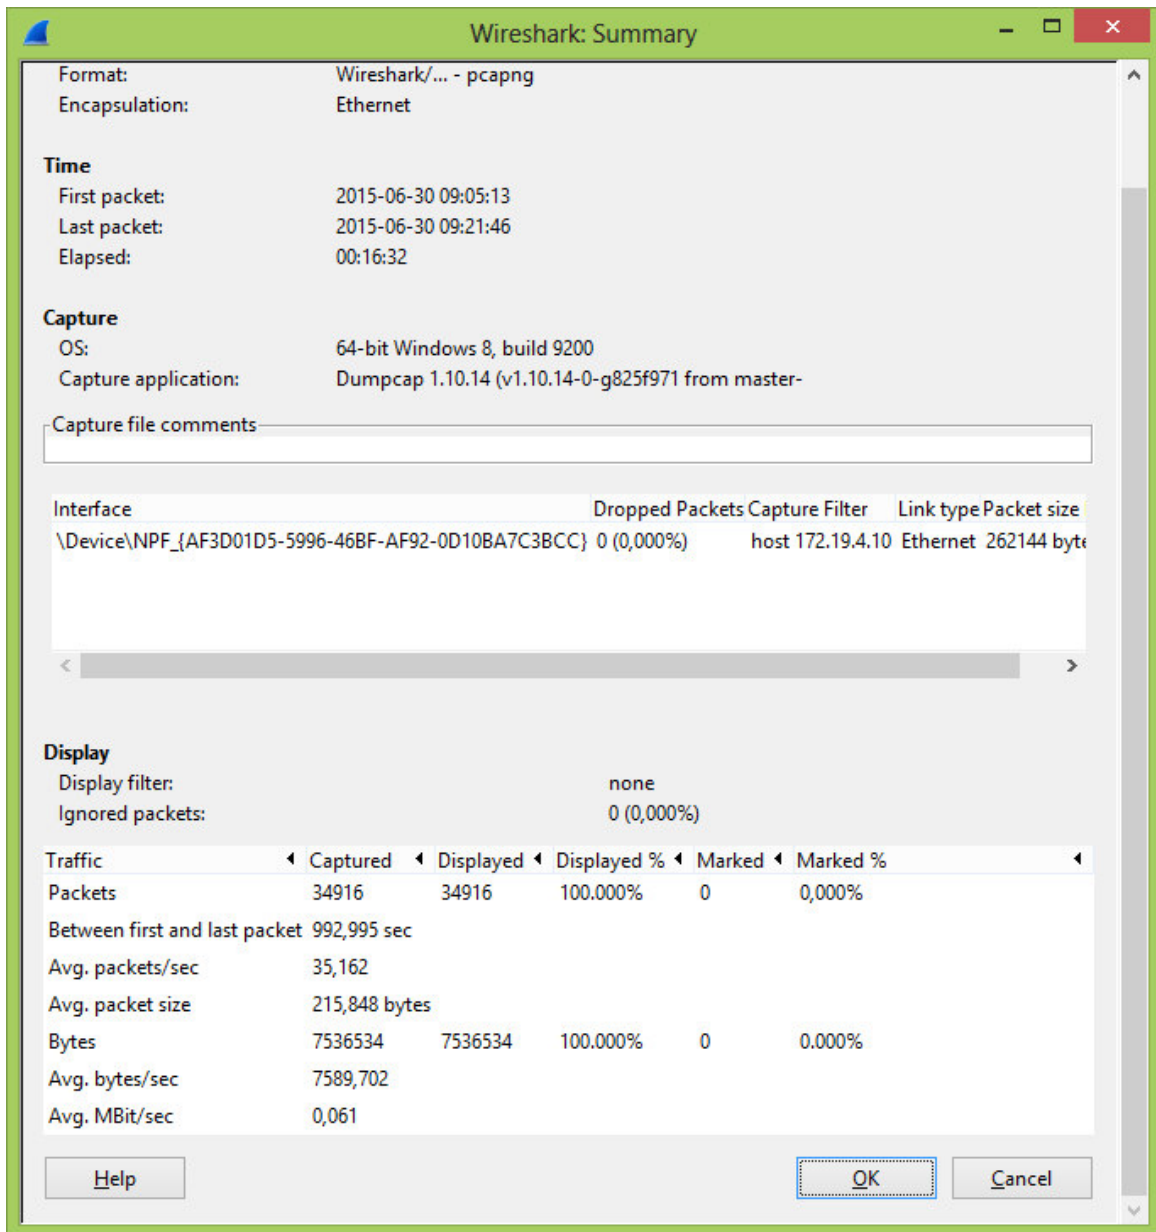 Wireshark: Summary
Format: Wireshark/... - pcapng
Encapsulation: Ethernet
Time
First packet: 2015-06-30 09:05:13
Last packet: 2015-06-30 09:21:46
Elapsed: 00:16:32
Capture
OS: 64-bit Windows 8, build 9200
Capture application: Dumpcap 1.10.14 (v1.10.14-0-g825f971 from master-
Capture file comments
Interface Dropped Packets Capture Filter Link type Packet size
\Device\NPF_{AF3D01D5-5996-46BF-AF92-0D10BA7C3BCC} 0 (0,000%) host 172.19.4.10 Ethernet 262144 byte
Display
Display filter: none
Ignored packets: 0 (0,000%)
Traffic Captured Displayed Displayed % Marked Marked %
Packets 34916 34916 100.000% 0 0,000%
Between first and last packet 992,995 sec
Avg. packets/sec 35,162
Avg. packet size 215,848 bytes
Bytes 7536534 7536534 100.000% 0 0.000%
Avg. bytes/sec 7589,702
Avg. MBit/sec 0,061
Help OK Cancel